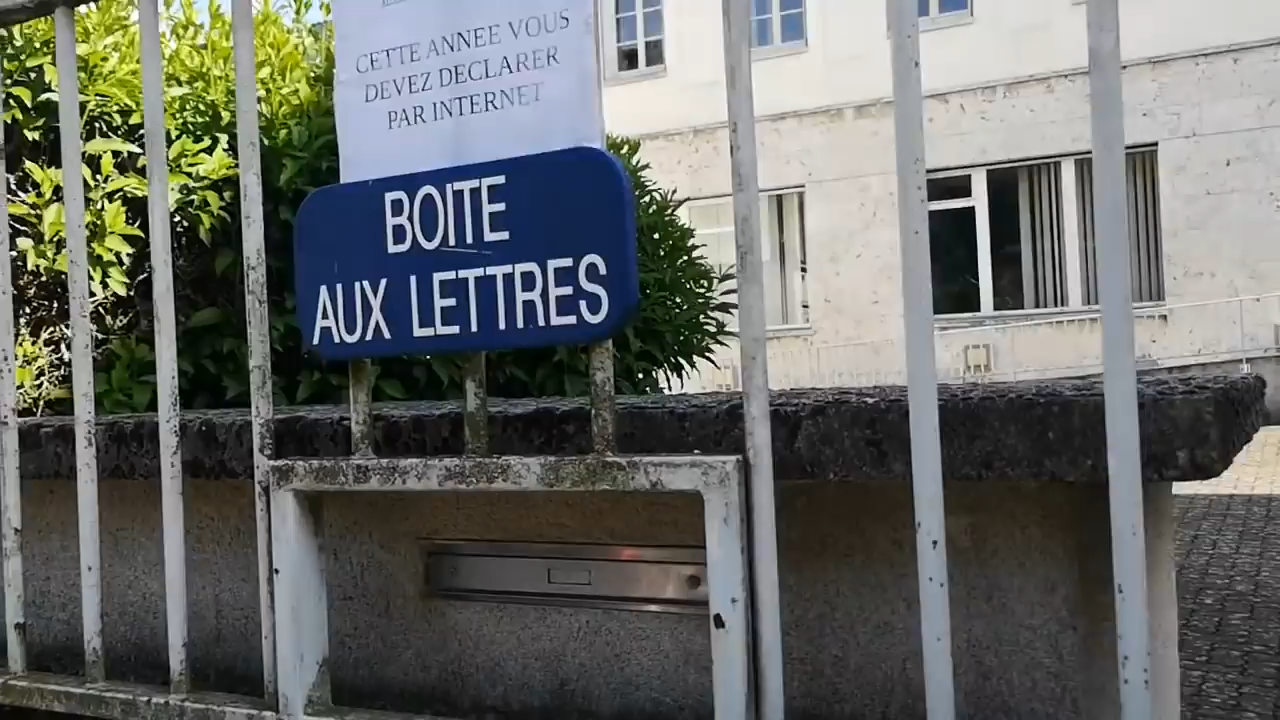 CETTE ANNEE VOUS
DEVEZ DECLARER
PAR INTERNET
BOITE
AUX LETTRES